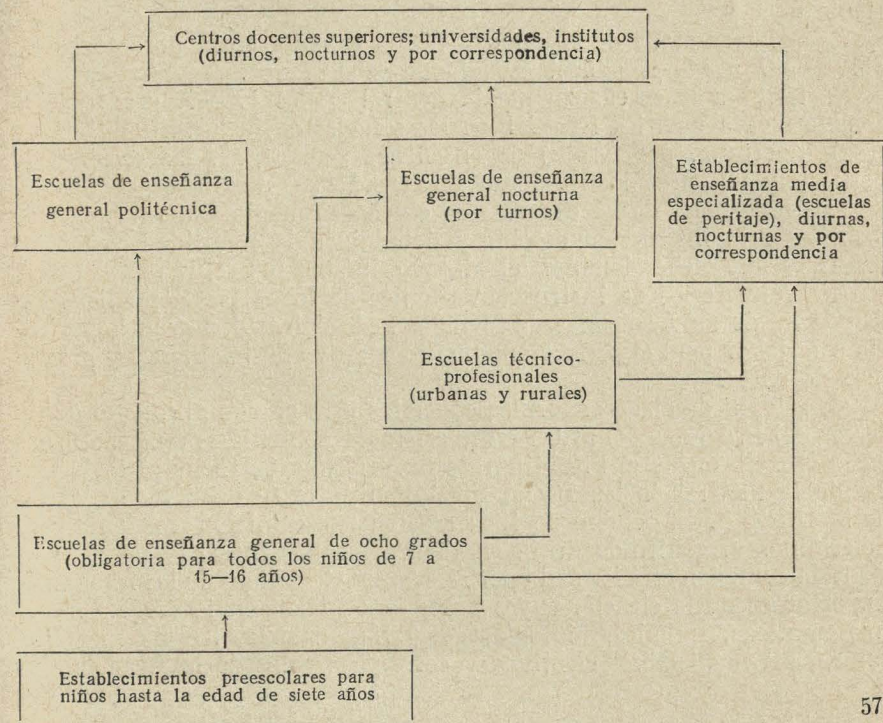 Centros docentes superiores; universidades, institutos
(diurnos, nocturnos y por correspondencia)
Escuelas de enseñanza
general politécnica
Escuelas de enseñanza
general nocturna
(por turnos)
Establecimientos de
enseñanza media
especializada (escuelas
de peritaje), diurnas,
nocturnas y por
correspondencia
Escuelas técnico-
profesionales
(urbanas y rurales)
Escuelas de enseñanza general de ocho grados
(obligatoria para todos los niños de 7 a
15—16 años)
Establecimientos preescolares para
niños hasta la edad de siete años
57